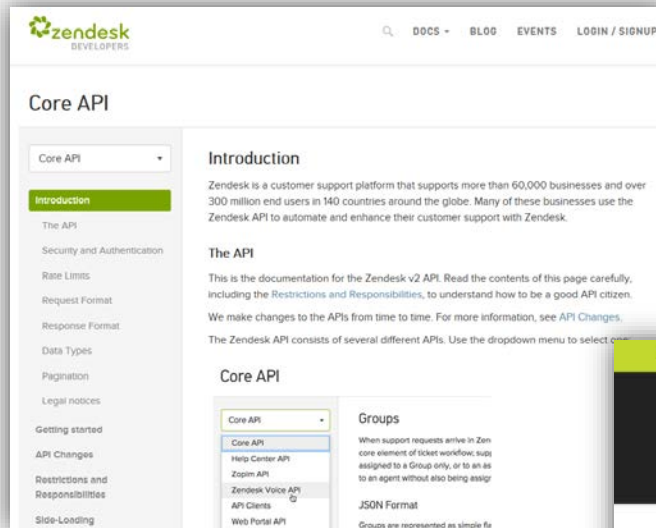 zendesk
DEVELOPERS
DOCS
BLOG
EVENTS
LOGIN / SIGNUP
Core API
Core API
Introduction
The API
Security and Authentication
Rate Limits
Request Format
Response Format
Data Types
Pagination
Legal notices
Getting started
API Changes
Restrictions and
Responsibilities
Side-Loading
Introduction
Zendesk is a customer support platform that supports more than 60,000 businesses and over
300 million end users in 140 countries around the globe. Many of these businesses use the
Zendesk API to automate and enhance their customer support with Zendesk.
The API
This is the documentation for the Zendesk v2 API. Read the contents of this page carefully,
including the Restrictions and Responsibilities, to understand how to be a good API citizen.
We make changes to the APIs from time to time. For more information, see API Changes.
The Zendesk API consists of several different APIs. Use the dropdown menu to select
Core API
Core API
Core API
Help Center API
Zopim API
Zendesk Voice API
API Clients
Web Portal API
Groups
When support requests arrive in Zen
core element of ticket workflow; sup
assigned to a Group only, or to an as
to an agent without also being assig
JSON Format
Groups are represented as simple